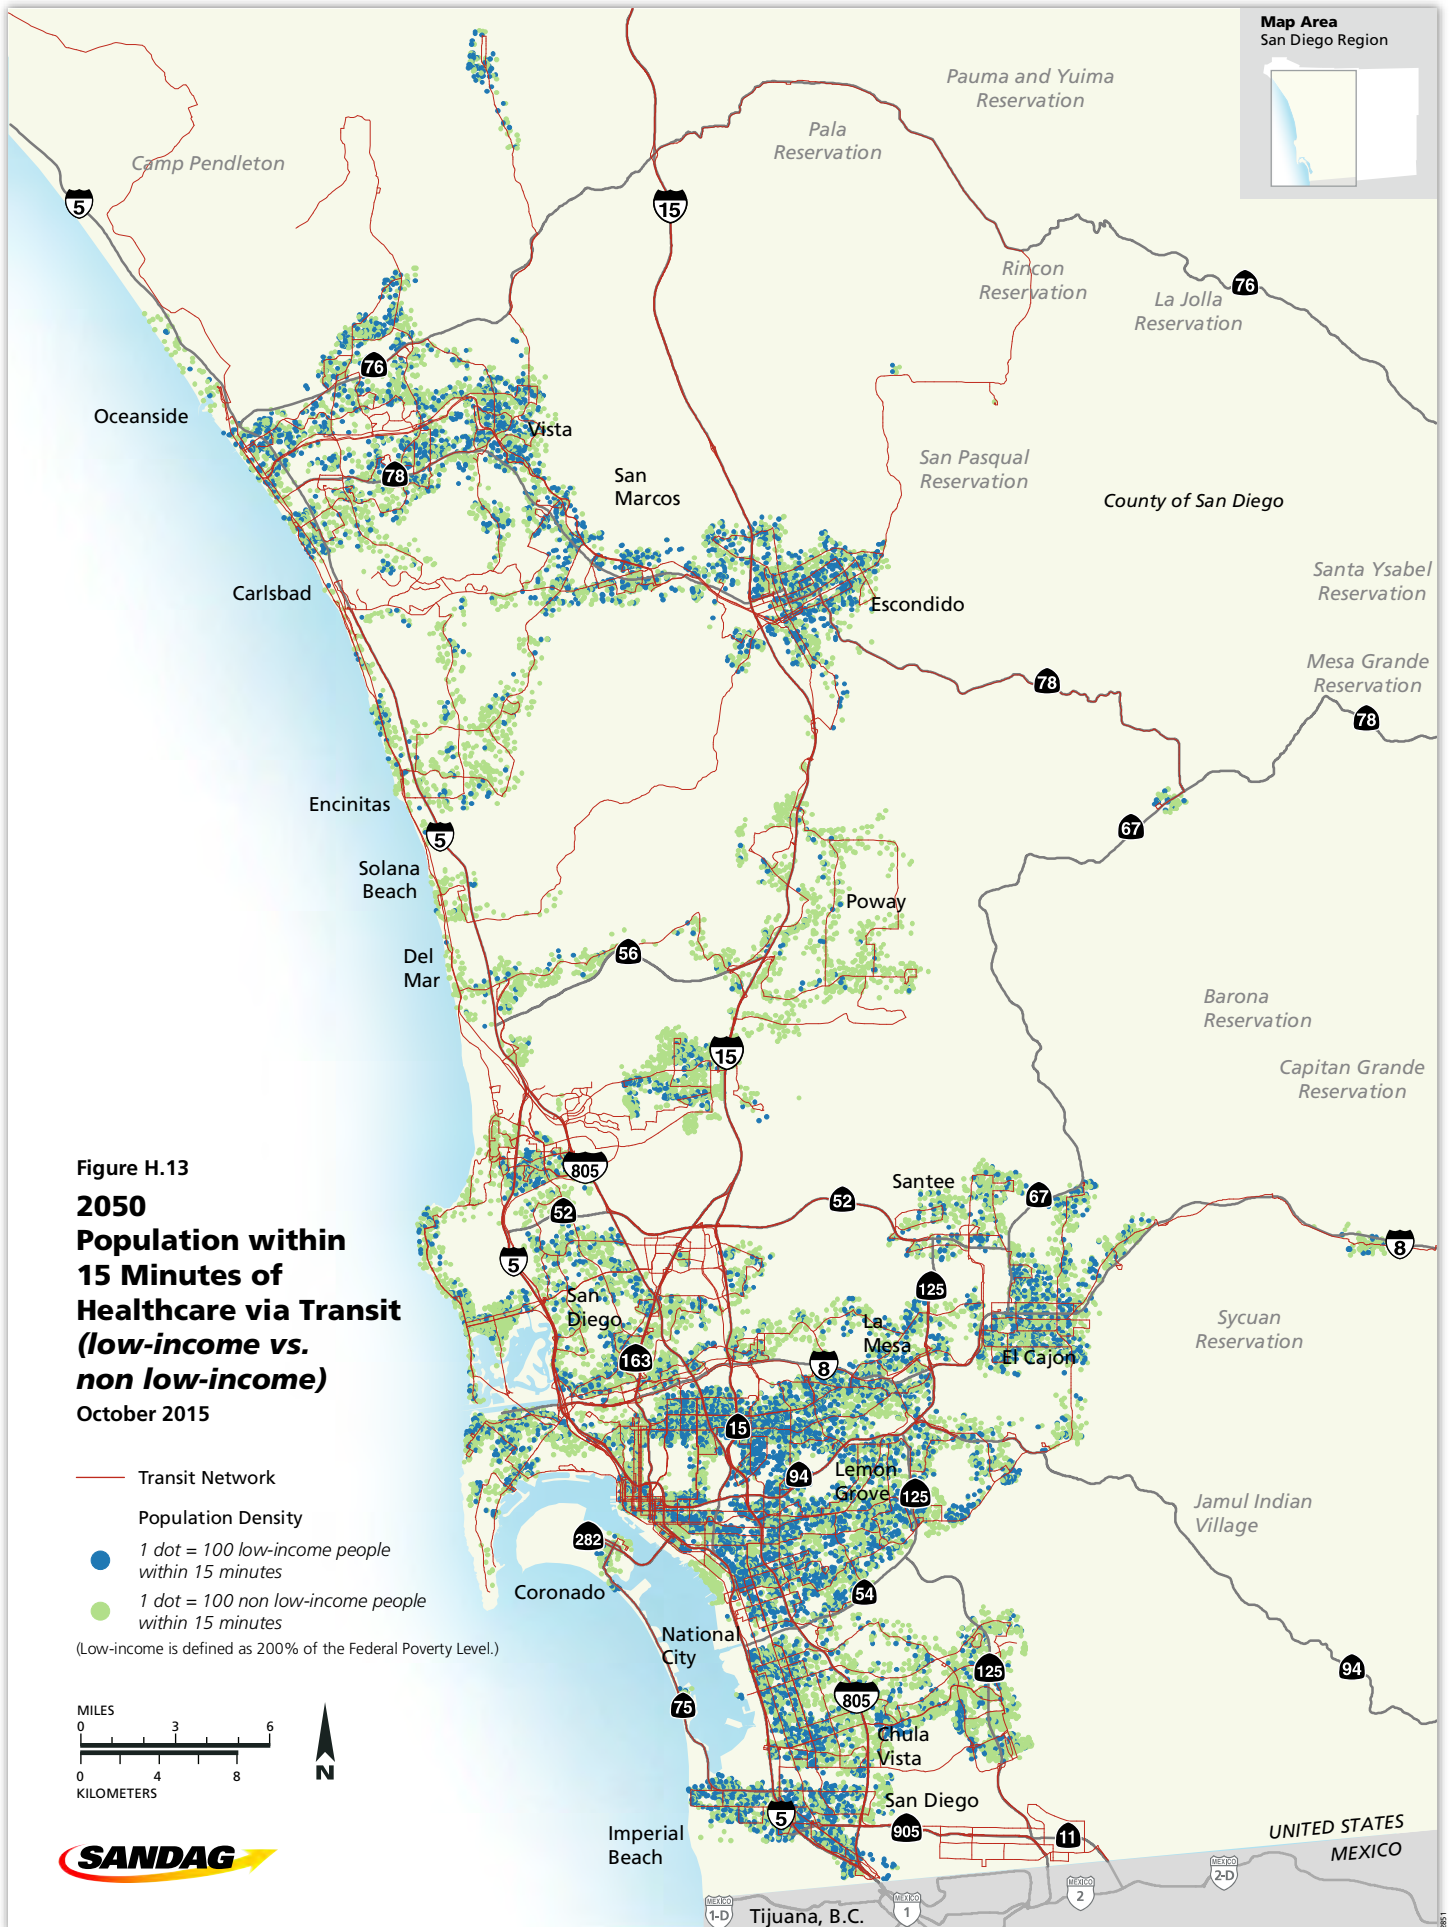 Map Area
San Diego Region
Pauma and Yuima
Reservation
Pala
Reservation
Camp Pendleton
5
15
Rincon
Reservation
La Jolla
Reservation
76
76
Oceanside
Vista
78
San
Marcos
San Pasqual
Reservation
County of San Diego
Santa Ysabel
Reservation
Carlsbad
Escondido
Mesa Grande
Reservation
78
78
Encinitas
5
67
Solana
Beach
Poway
Del
Mar
56
Barona
Reservation
15
Capitan Grande
Reservation
Figure H.13
2050
Population within
15 Minutes of
Healthcare via Transit
(low-income vs.
non low-income)
October 2015
805
Santee
52
67
52
5
8
125
San
Diego
La
Mesa
Sycuan
Reservation
163
8
El Cajon
15
94
Lemon
Grove
125
Jamul Indian
Village
Transit Network
Population Density
1 dot = 100 low-income people
within 15 minutes
1 dot = 100 non low-income people
within 15 minutes
(Low-income is defined as 200% of the Federal Poverty Level.)
282
Coronado
54
National
City
125
94
75
805
Chula
Vista
MILES
0 3 6
0 4 8
KILOMETERS
N
San Diego
5
905
11
Imperial
Beach
UNITED STATES
MEXICO
SANDAG
MEXICO
1-D
Tijuana, B.C.
MEXICO
1
MEXICO
2
MEXICO
2-D